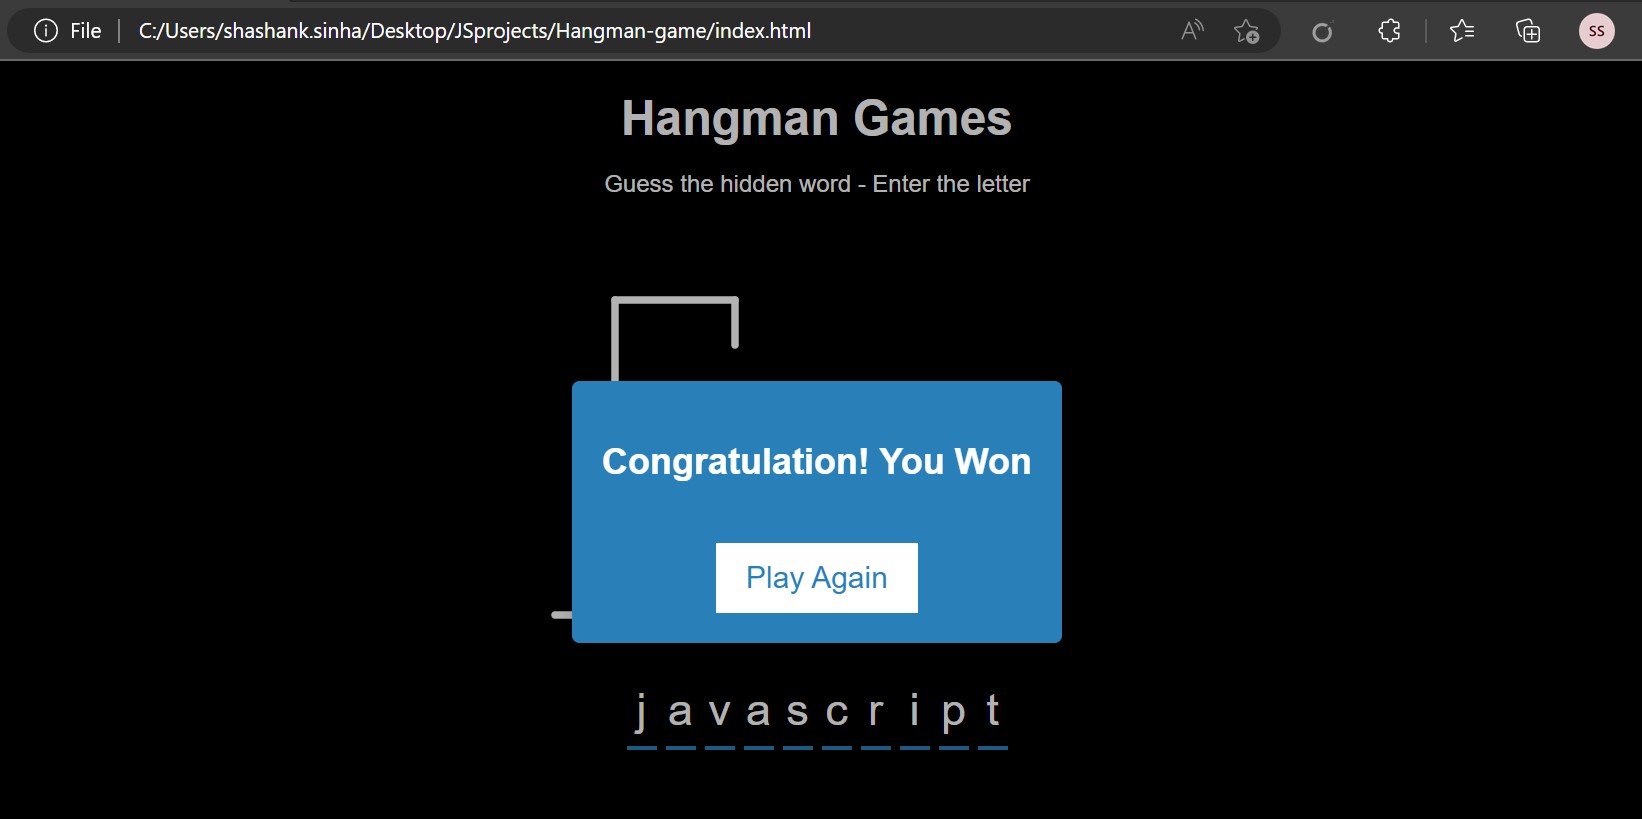 File C:/Users/shashank.sinha/Desktop/JSprojects/Hangman-game/index.html A SS
Hangman Games
Guess the hidden word - Enter the letter
Congratulation! You Won
Play Again
j a v a s c r i p t